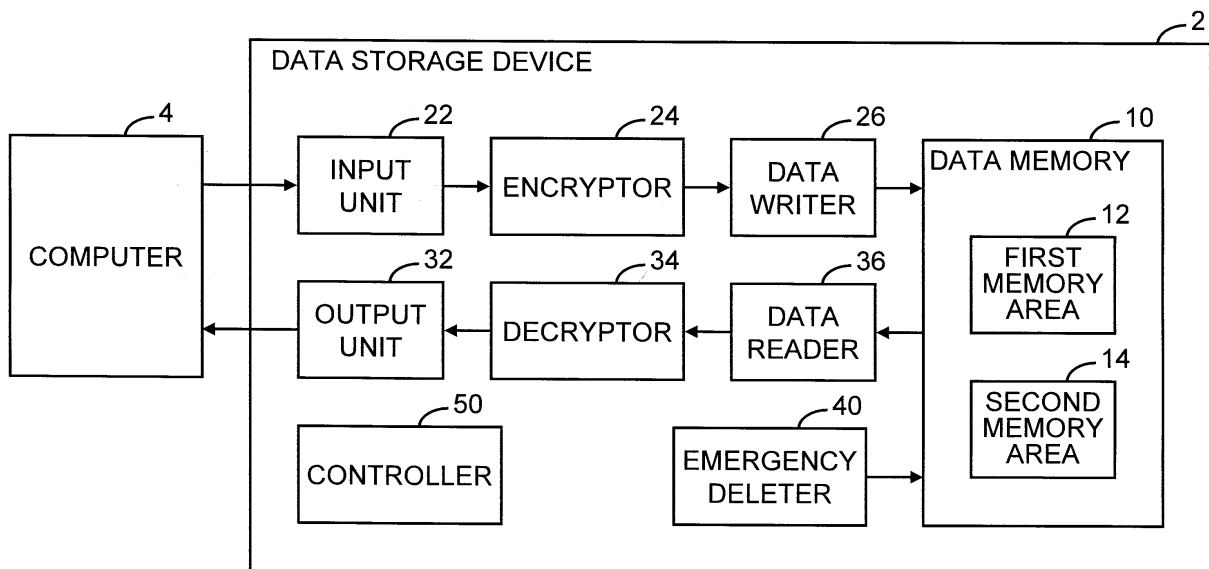 2
DATA STORAGE DEVICE
4
22
24
26
10
COMPUTER
INPUT
UNIT
ENCRYPTOR
DATA
WRITER
DATA MEMORY
12
FIRST
MEMORY
AREA
32
34
36
OUTPUT
UNIT
DECRYPTOR
DATA
READER
14
SECOND
MEMORY
AREA
50
40
CONTROLLER
EMERGENCY
DELETER